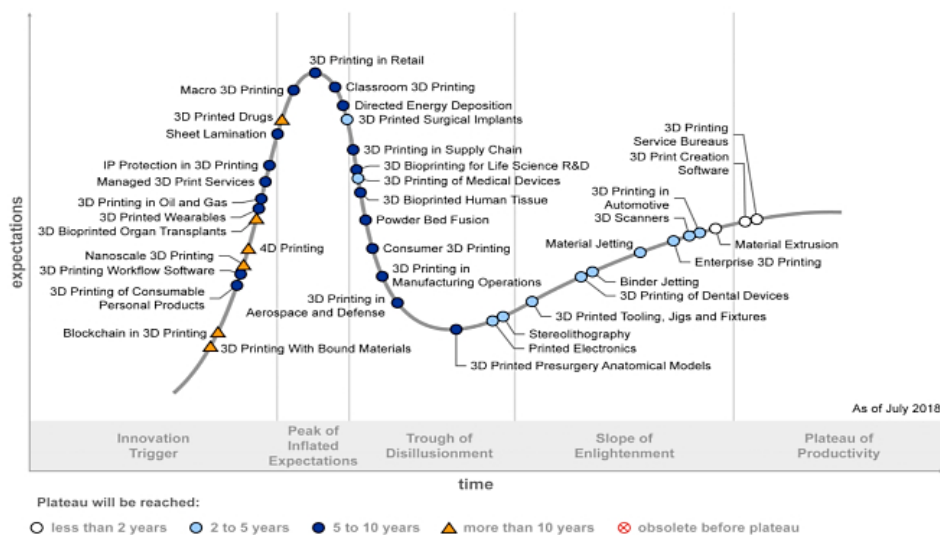 3D Printing in Retail
Macro 3D Printing
Classroom 3D Printing
Directed Energy Deposition
3D Printed Drugs
3D Printed Surgical Implants
Sheet Lamination
3D Printing
Service Bureaus
3D Printing in Supply Chain
3D Print Creation
Software
IP Protection in 3D Printing
3D Bioprinting for Life Science R&D
Managed 3D Print Services
3D Printing of Medical Devices
3D Printing in Oil and Gas
3D Bioprinted Human Tissue
3D Printing in
Automotive
3D Printed Wearables
Powder Bed Fusion
3D Scanners
3D Bioprinted Organ Transplants
4D Printing
Consumer 3D Printing
Material Jetting
Material Extrusion
Nanoscale 3D Printing
Enterprise 3D Printing
3D Printing Workflow Software
3D Printing in
Manufacturing Operations
Binder Jetting
3D Printing of Consumable
Personal Products
3D Printing of Dental Devices
3D Printing in
Aerospace and Defense
3D Printed Tooling, Jigs and Fixtures
Blockchain in 3D Printing
Stereolithography
3D Printing With Bound Materials
Printed Electronics
3D Printed Presurgery Anatomical Models
expectations
As of July 2018
Innovation
Trigger
Peak of
Inflated
Expectations
Trough of
Disillusionment
Slope of
Enlightenment
Plateau of
Productivity
time
Plateau will be reached:
less than 2 years
2 to 5 years
5 to 10 years
more than 10 years
obsolete before plateau